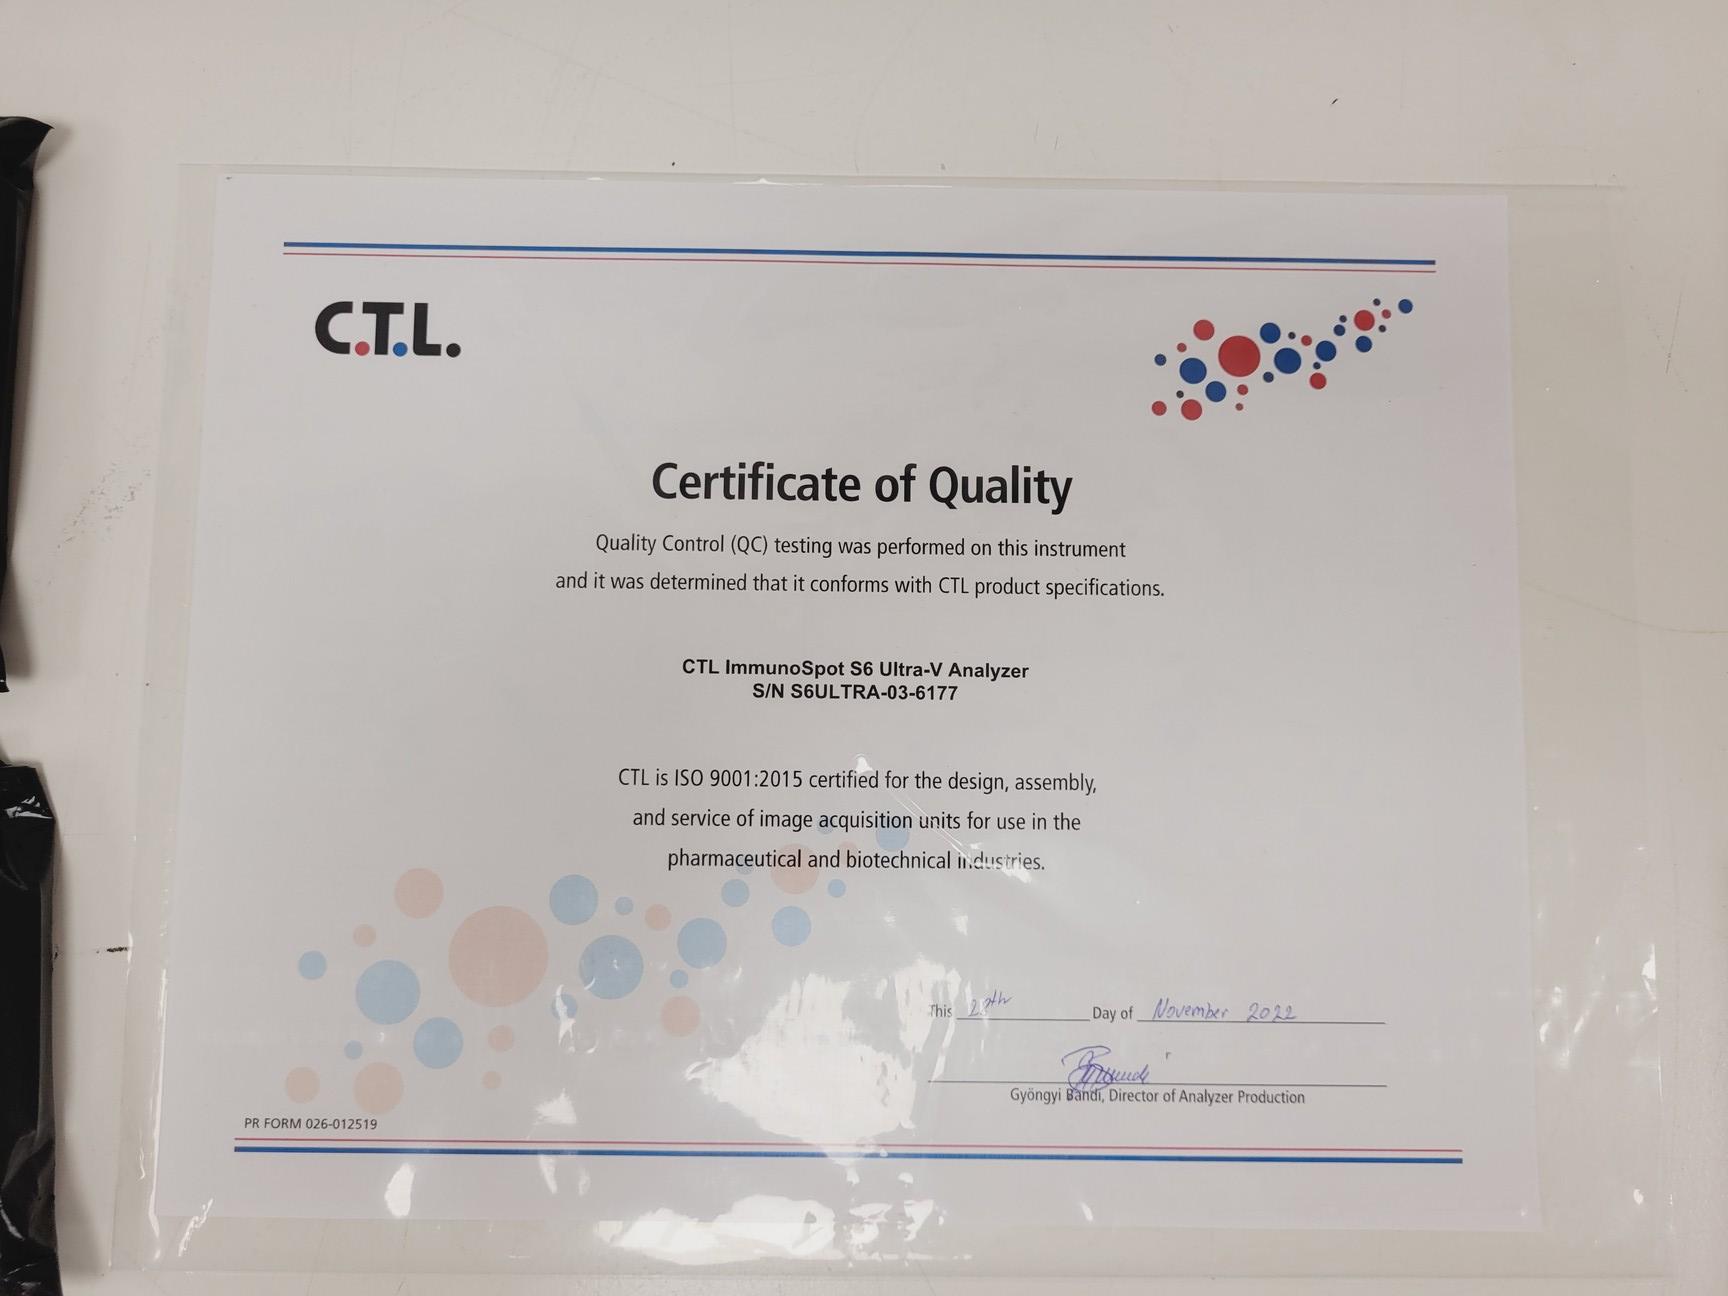 C.T.L.
Certificate of Quality
Quality Control (QC) testing was performed on this instrument
and it was determined that it conforms with CTL product specifications.
CTL ImmunoSpot S6 Ultra-V Analyzer
S/N S6ULTRA-03-6177
CTL is ISO 9001:2015 certified for the design, assembly,
and service of image acquisition units for use in the
pharmaceutical and biotechnical industries.
This Day of November 2022
Gyöngyi Bandi, Director of Analyzer Production
PR FORM 026-012519